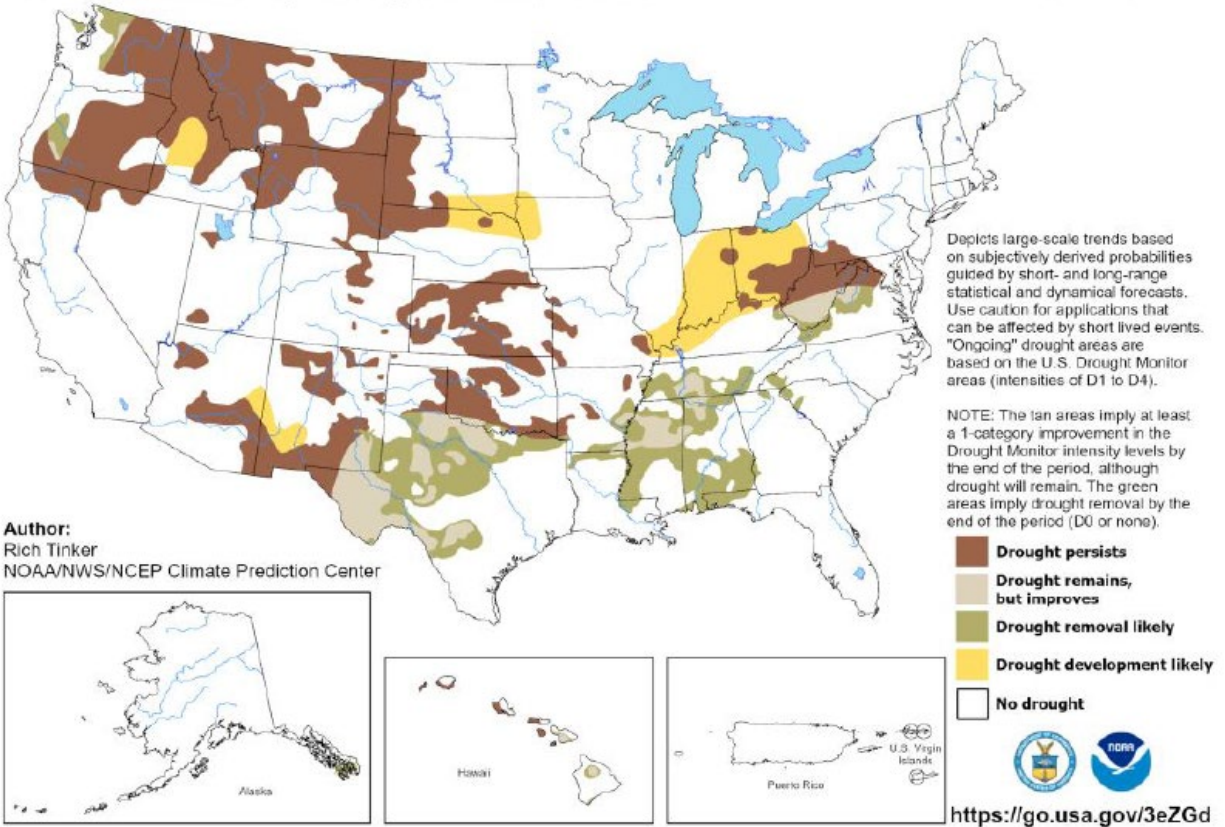 Depicts large-scale trends based
on subjectively derived probabilities
guided by short- and long-range
statistical and dynamical forecasts.
Use caution for applications that
can be affected by short lived events.
"Ongoing" drought areas are
based on the U.S. Drought Monitor
areas (intensities of D1 to D4).
NOTE: The tan areas imply at least
a 1-category improvement in the
Drought Monitor intensity levels by
the end of the period, although
drought will remain. The green
areas imply drought removal by the
end of the period (D0 or none).
Author:
Rich Tinker
NOAA/NWS/NCEP Climate Prediction Center
Drought persists
Drought remains,
but improves
Drought removal likely
Drought development likely
No drought
Alaska
Hawaii
Puerto Rico
U.S. Virgin
Islands
NOAA
https://go.usa.gov/3eZGd